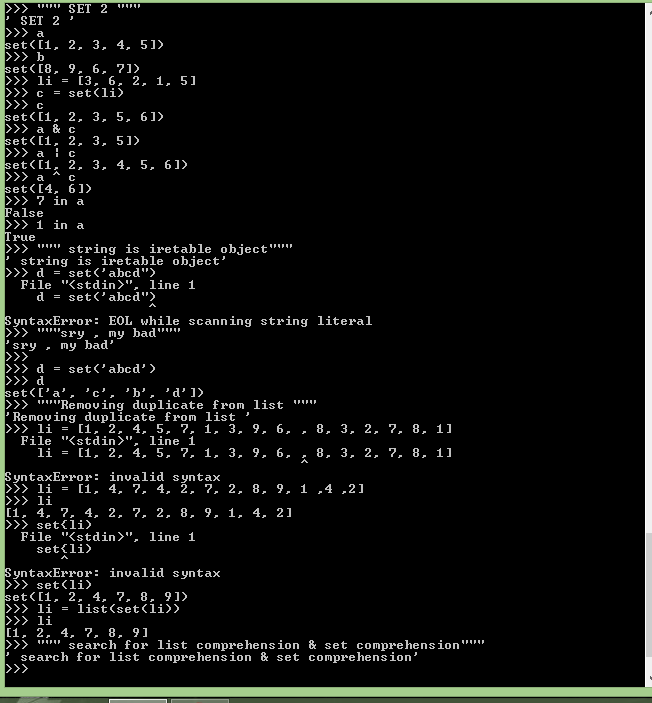 >>> """ SET 2 """
' SET 2 '
>>> a
set([1, 2, 3, 4, 5])
>>> b
set([8, 9, 6, 7])
>>> li = [3, 6, 2, 1, 5]
>>> c = set(li)
>>> c
set([1, 2, 3, 5, 6])
>>> a & c
set([1, 2, 3, 5])
>>> a | c
set([1, 2, 3, 4, 5, 6])
>>> a ^ c
set([4, 6])
>>> 7 in a
False
>>> 1 in a
True
>>> """ string is iretable object"""
' string is iretable object'
>>> d = set('abcd")
  File "<stdin>", line 1
    d = set('abcd")
                  ^
SyntaxError: EOL while scanning string literal
>>> """sry , my bad"""
'sry , my bad'
>>>
>>> d = set('abcd')
>>> d
set(['a', 'c', 'b', 'd'])
>>> """Removing duplicate from list """
'Removing duplicate from list '
>>> li = [1, 2, 4, 5, 7, 1, 3, 9, 6, , 8, 3, 2, 7, 8, 1]
  File "<stdin>", line 1
    li = [1, 2, 4, 5, 7, 1, 3, 9, 6, , 8, 3, 2, 7, 8, 1]
                                     ^
SyntaxError: invalid syntax
>>> li = [1, 4, 7, 4, 2, 7, 2, 8, 9, 1 ,4 ,2]
>>> li
[1, 4, 7, 4, 2, 7, 2, 8, 9, 1, 4, 2]
>>> set{li)
  File "<stdin>", line 1
    set{li)
       ^
SyntaxError: invalid syntax
>>> set(li)
set([1, 2, 4, 7, 8, 9])
>>> li = list(set(li))
>>> li
[1, 2, 4, 7, 8, 9]
>>> """ search for list comprehension & set comprehension"""
' search for list comprehension & set comprehension'
>>>